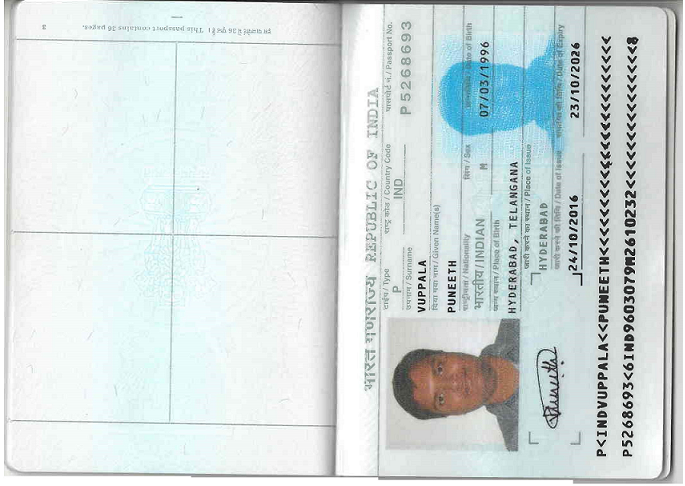 इस पासपोर्ट में 36 पृष्ठ हैं। This passport contains 36 pages.
3
भारत गणराज्य REPUBLIC OF INDIA
टाईप / Type
राष्ट्र कोड / Country Code
पासपोर्ट नं. / Passport No.
P
IND
P5268693
उपनाम / Surname
VUPPALA
दिया गया नाम / Given Name(s)
PUNEETH
राष्ट्रीयता / Nationality
लिंग / Sex
जन्मतिथि / Date of Birth
भारतीय / INDIAN
M
07/03/1996
जन्म स्थान / Place of Birth
HYDERABAD, TELANGANA
जारी करने का स्थान / Place of Issue
HYDERABAD
जारी करने की तिथि / Date of Issue
समाप्ति की तिथि / Date of Expiry
24/10/2016
23/10/2026
Puneeth
P<INDVUPPALA<<PUNEETH<<<<<<<<<<<<<<<<<<<<<<<
P5268693<6IND9603079M2610232<<<<<<<<<<<<<<<8